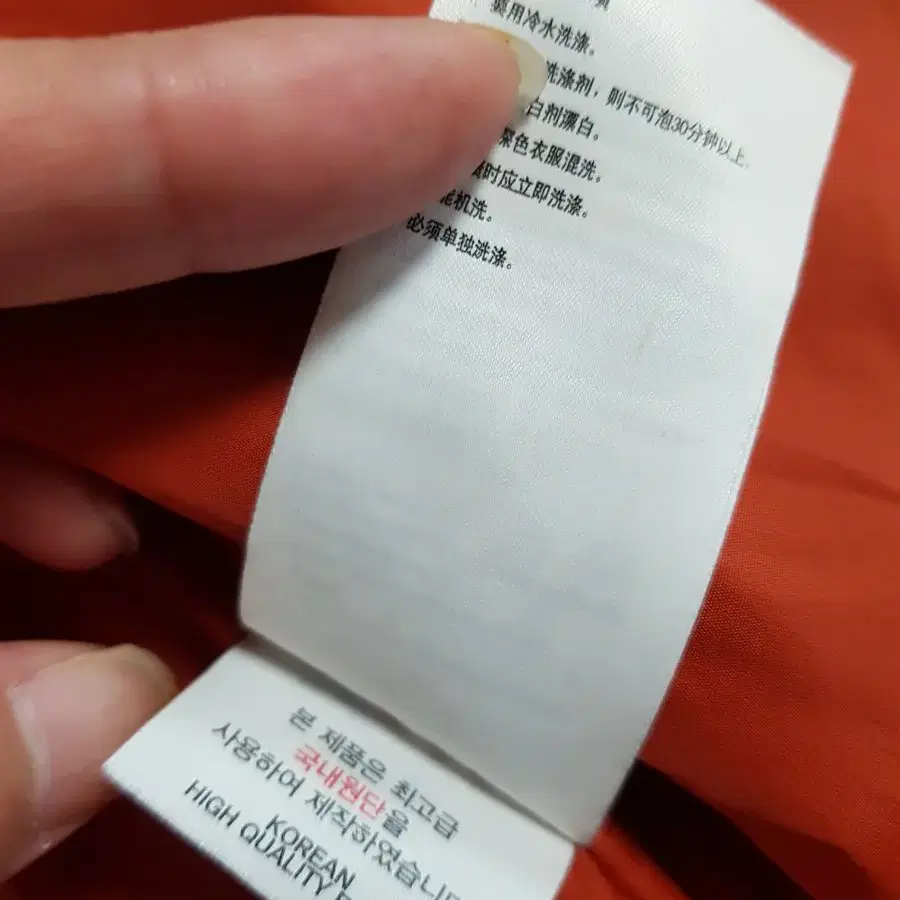 要用冷水洗涤。
洗涤剂，则不可泡30分钟以上.
白剂漂白。
深色衣服混洗。
时应立即洗涤。
能机洗。
必须单独洗涤。
본 제품은 최고급
국내원단을
사용하여 제작하였습니다
KOREAN
HIGH QUALITY